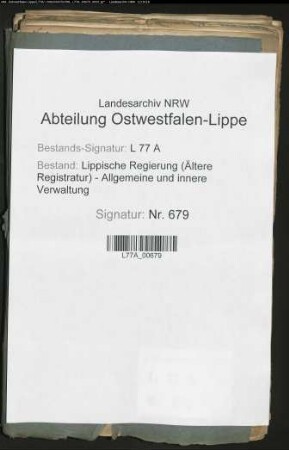 Landesarchiv NRW
Abteilung Ostwestfalen-Lippe
Bestands-Signatur: L 77 A
Bestand: Lippische Regierung (Ältere
Registratur) - Allgemeine und innere
Verwaltung
Signatur: Nr. 679
L77A_00679